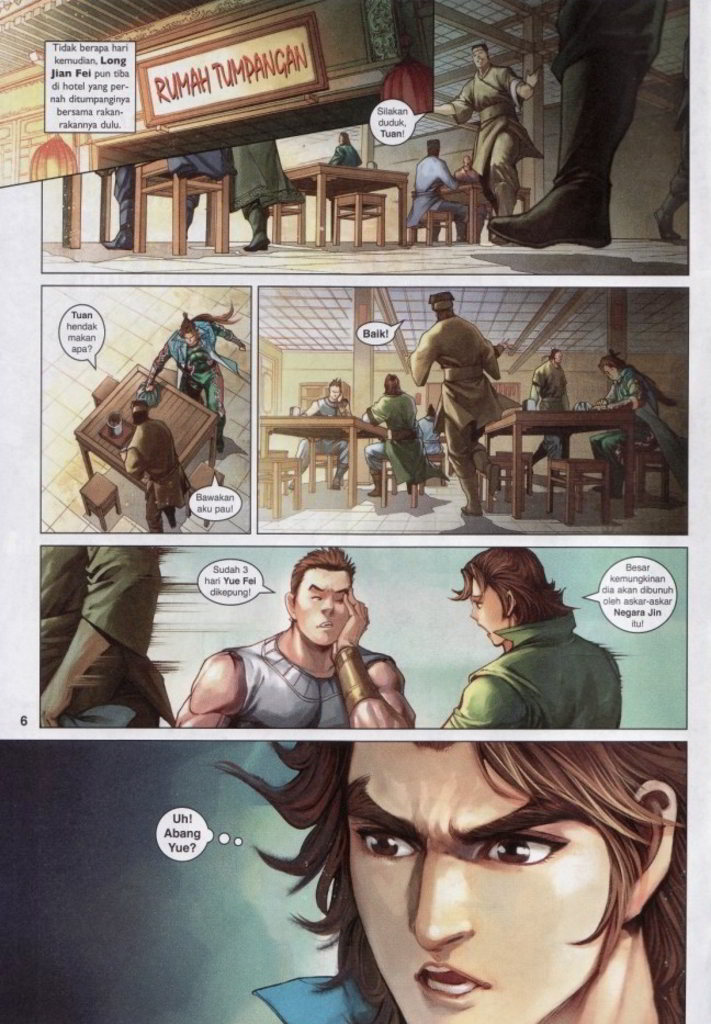 Tidak berapa hari
kemudian, Long
Jian Fei pun tiba
di hotel yang per-
nah ditumpanginya
bersama rakan-
rakannya dulu.
RUMAH TUMPANGAN
Silakan
duduk,
Tuan!
Tuan
hendak
makan
apa?
Bawakan
aku pau!
Baik!
Sudah 3
hari Yue Fei
dikepung!
Besar
kemungkinan
dia akan dibunuh
oleh askar-askar
Negara Jin
itu!
6
Uh!
Abang
Yue?